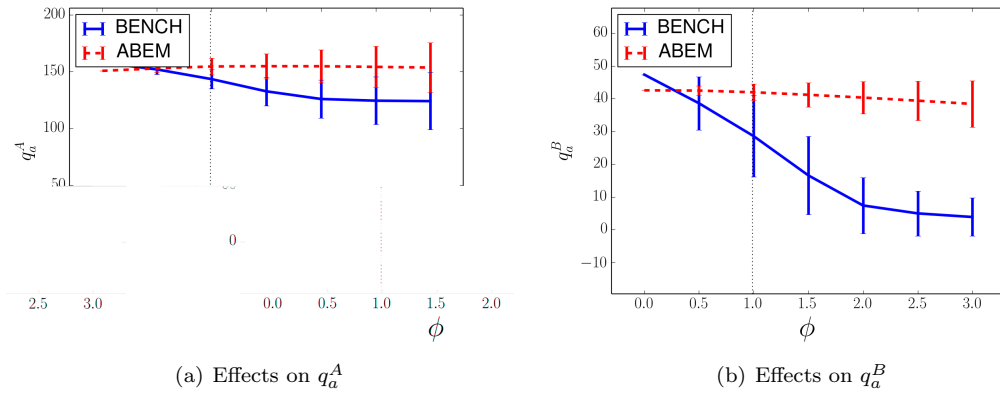 200
BENCH
ABEM
150
100
50
q_a^A
0
2.5 3.0 0.0 0.5 1.0 1.5 2.0
ϕ
(a) Effects on q_a^A
60
BENCH
ABEM
50
40
30
20
10
0
−10
q_a^B
0.0 0.5 1.0 1.5 2.0 2.5 3.0
ϕ
(b) Effects on q_a^B